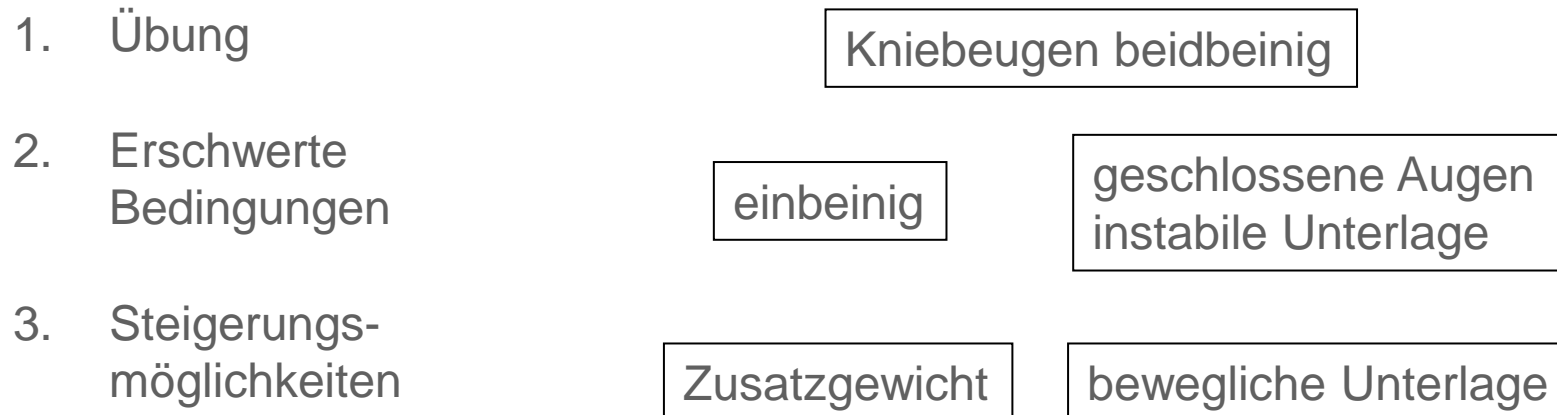 1. Übung
Kniebeugen beidbeinig
2. Erschwerte
Bedingungen
einbeinig
geschlossene Augen
instabile Unterlage
3. Steigerungs-
möglichkeiten
Zusatzgewicht
bewegliche Unterlage